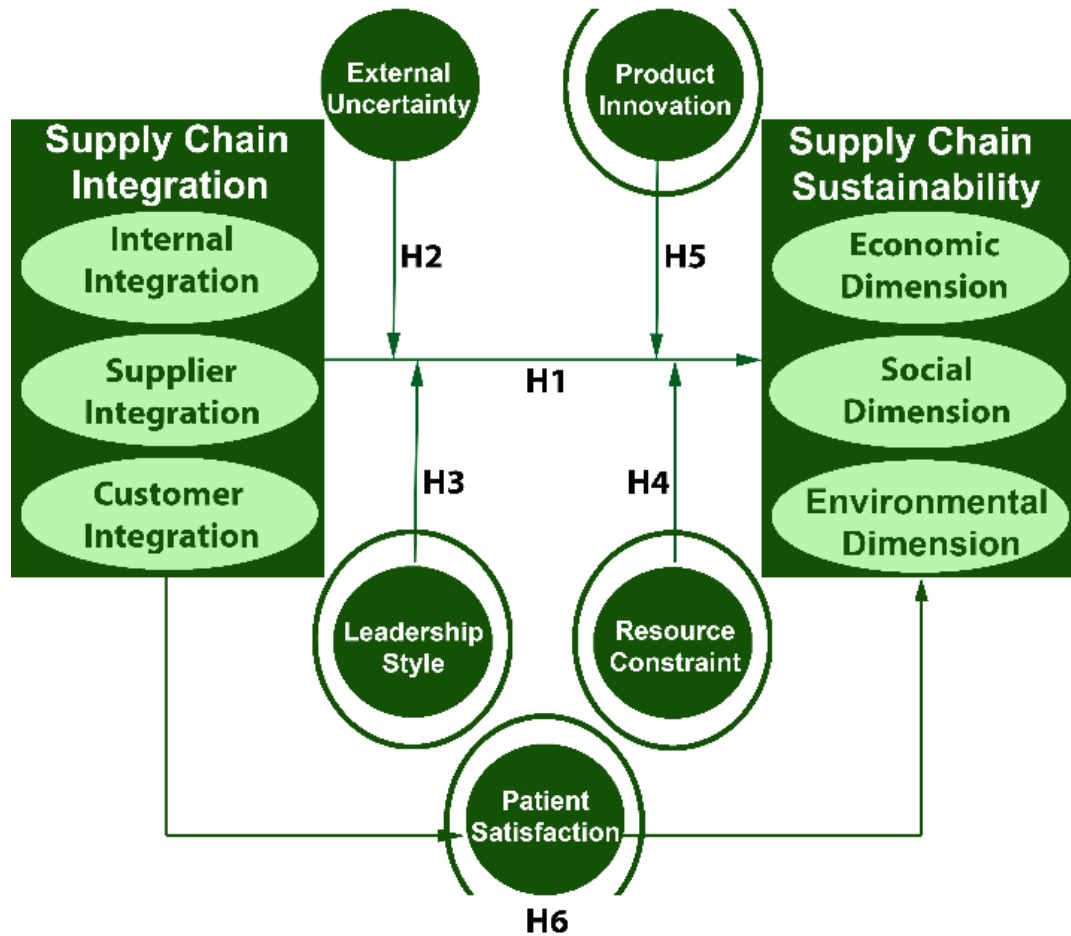 External
Uncertainty
Product
Innovation
Supply Chain
Integration
Internal
Integration
Supplier
Integration
Customer
Integration
Supply Chain
Sustainability
Economic
Dimension
Social
Dimension
Environmental
Dimension
H2
H5
H1
H3
H4
Leadership
Style
Resource
Constraint
Patient
Satisfaction
H6